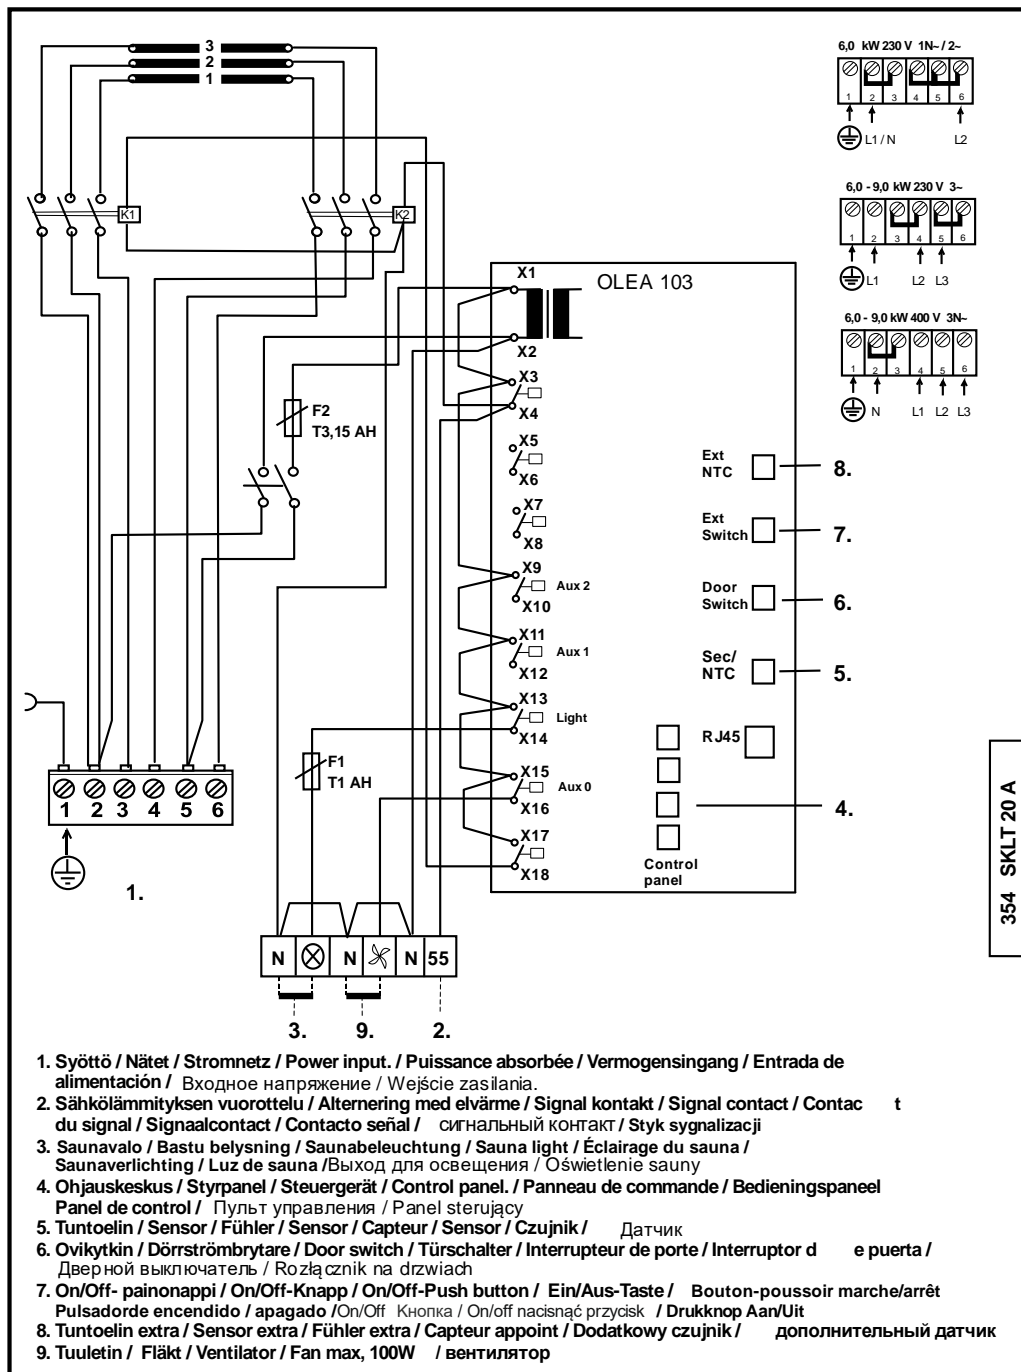 3
2
1
6,0 kW 230 V 1N~ / 2~
1 2 3 4 5 6
L1 / N L2
K1
K2
6,0 - 9,0 kW 230 V 3~
1 2 3 4 5 6
L1 L2 L3
6,0 - 9,0 kW 400 V 3N~
1 2 3 4 5 6
N L1 L2 L3
OLEA 103
X1
X2
X3
X4
F2
T3,15 AH
X5
X6
X7
X8
X9
Aux 2
X10
X11
Aux 1
X12
X13
Light
X14
X15
Aux 0
X16
X17
X18
Ext
NTC
8.
Ext
Switch
7.
Door
Switch
6.
Sec/
NTC
5.
RJ45
4.
Control
panel
F1
T1 AH
1 2 3 4 5 6
1.
354 SKLT 20 A
N N N 55
3. 9. 2.
1. Syöttö / Nätet / Stromnetz / Power input. / Puissance absorbée / Vermogensingang / Entrada de
alimentación / Входное напряжение / Wejście zasilania.
2. Sähkölämmityksen vuorottelu / Alternering med elvärme / Signal kontakt / Signal contact / Contac t
du signal / Signaalcontact / Contacto señal / сигнальный контакт / Styk sygnalizacji
3. Saunavalo / Bastu belysning / Saunabeleuchtung / Sauna light / Éclairage du sauna /
Saunaverlichting / Luz de sauna /Выход для освещения / Oświetlenie sauny
4. Ohjauskeskus / Styrpanel / Steuergerät / Control panel. / Panneau de commande / Bedieningspaneel
Panel de control / Пульт управления / Panel sterujący
5. Tuntoelin / Sensor / Fühler / Sensor / Capteur / Sensor / Czujnik / Датчик
6. Ovikytkin / Dörrströmbrytare / Door switch / Türschalter / Interrupteur de porte / Interruptor d e puerta /
Дверной выключатель / Rozłącznik na drzwiach
7. On/Off- painonappi / On/Off-Knapp / On/Off-Push button / Ein/Aus-Taste / Bouton-poussoir marche/arrêt
Pulsadorde encendido / apagado /On/Off Кнопка / On/off nacisnąć przycisk / Drukknop Aan/Uit
8. Tuntoelin extra / Sensor extra / Fühler extra / Capteur appoint / Dodatkowy czujnik / дополнительный датчик
9. Tuuletin / Fläkt / Ventilator / Fan max, 100W / вентилятор